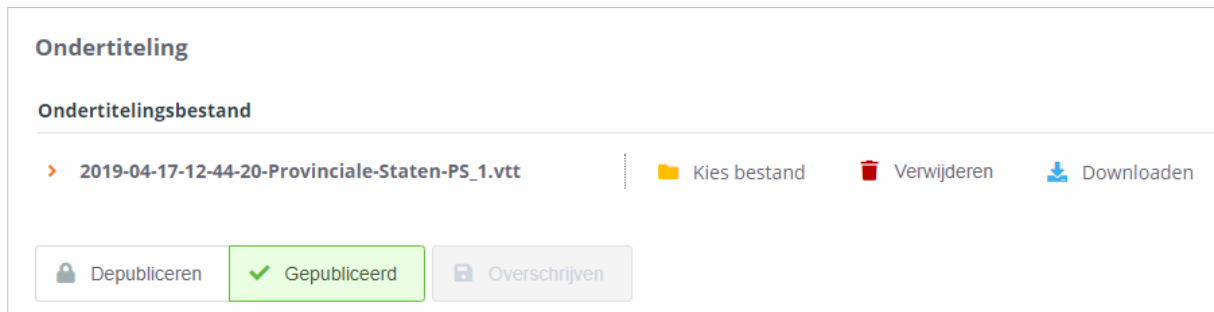 Ondertiteling
Ondertitelingsbestand
2019-04-17-12-44-20-Provinciale-Staten-PS_1.vtt Kies bestand Verwijderen Downloaden
Depubliceren Gepubliceerd Overschrijven